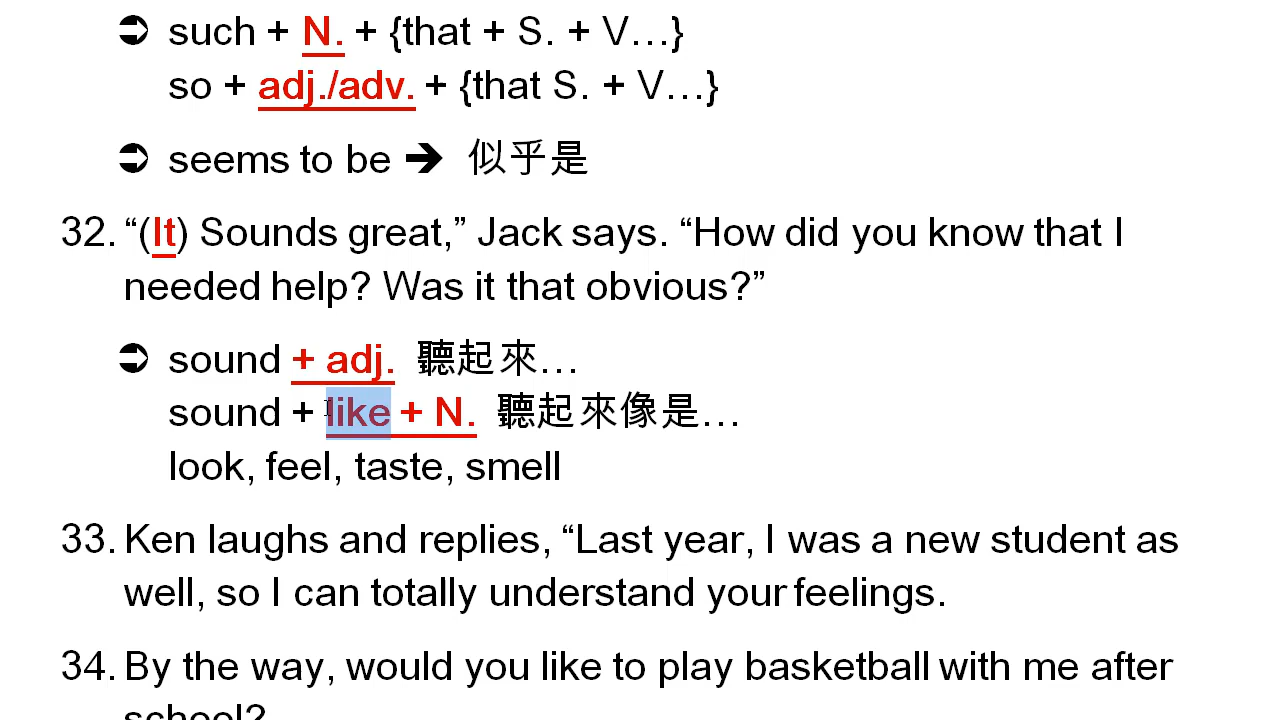 ➲ such + N. + {that + S. + V…}
so + adj./adv. + {that S. + V…}
➲ seems to be ➔ 似乎是
32. “(It) Sounds great,” Jack says. “How did you know that I
needed help? Was it that obvious?”
➲ sound + adj. 聽起來…
sound + like + N. 聽起來像是…
look, feel, taste, smell
33. Ken laughs and replies, “Last year, I was a new student as
well, so I can totally understand your feelings.
34. By the way, would you like to play basketball with me after
school?